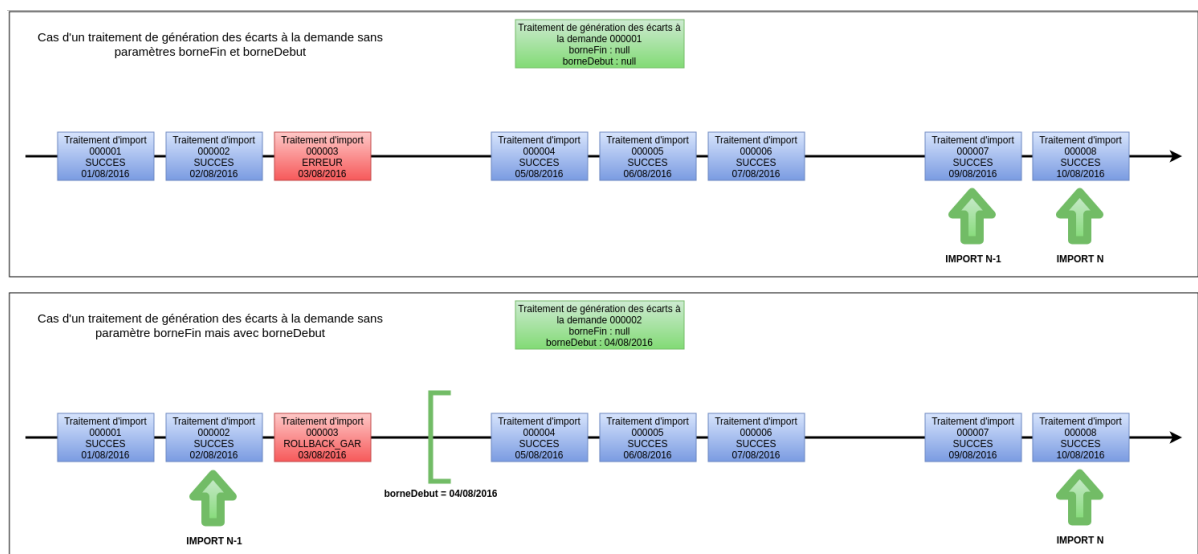 Cas d'un traitement de génération des écarts à la demande sans
paramètres borneFin et borneDebut
Traitement de génération des écarts à
la demande 000001
borneFin : null
borneDebut : null
Traitement d'import
000001
SUCCES
01/08/2016
Traitement d'import
000002
SUCCES
02/08/2016
Traitement d'import
000003
ERREUR
03/08/2016
Traitement d'import
000004
SUCCES
05/08/2016
Traitement d'import
000005
SUCCES
06/08/2016
Traitement d'import
000006
SUCCES
07/08/2016
Traitement d'import
000007
SUCCES
09/08/2016
Traitement d'import
000008
SUCCES
10/08/2016
IMPORT N-1
IMPORT N
Cas d'un traitement de génération des écarts à la demande sans
paramètre borneFin mais avec borneDebut
Traitement de génération des écarts à
la demande 000002
borneFin : null
borneDebut : 04/08/2016
Traitement d'import
000001
SUCCES
01/08/2016
Traitement d'import
000002
SUCCES
02/08/2016
Traitement d'import
000003
ROLLBACK_GAR
03/08/2016
Traitement d'import
000004
SUCCES
05/08/2016
Traitement d'import
000005
SUCCES
06/08/2016
Traitement d'import
000006
SUCCES
07/08/2016
Traitement d'import
000007
SUCCES
09/08/2016
Traitement d'import
000008
SUCCES
10/08/2016
borneDebut = 04/08/2016
IMPORT N-1
IMPORT N